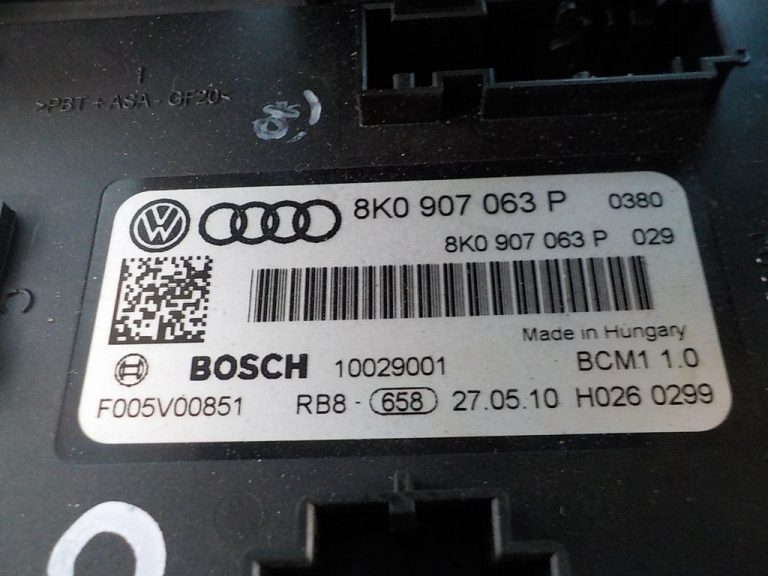 1
>PBT + ASA - GF20<
8K0 907 063 P 0380
8K0 907 063 P 029
Made in Hungary
BOSCH 10029001 BCM1 1.0
F005V00851 RB8 - 658 27.05.10 H026 0299